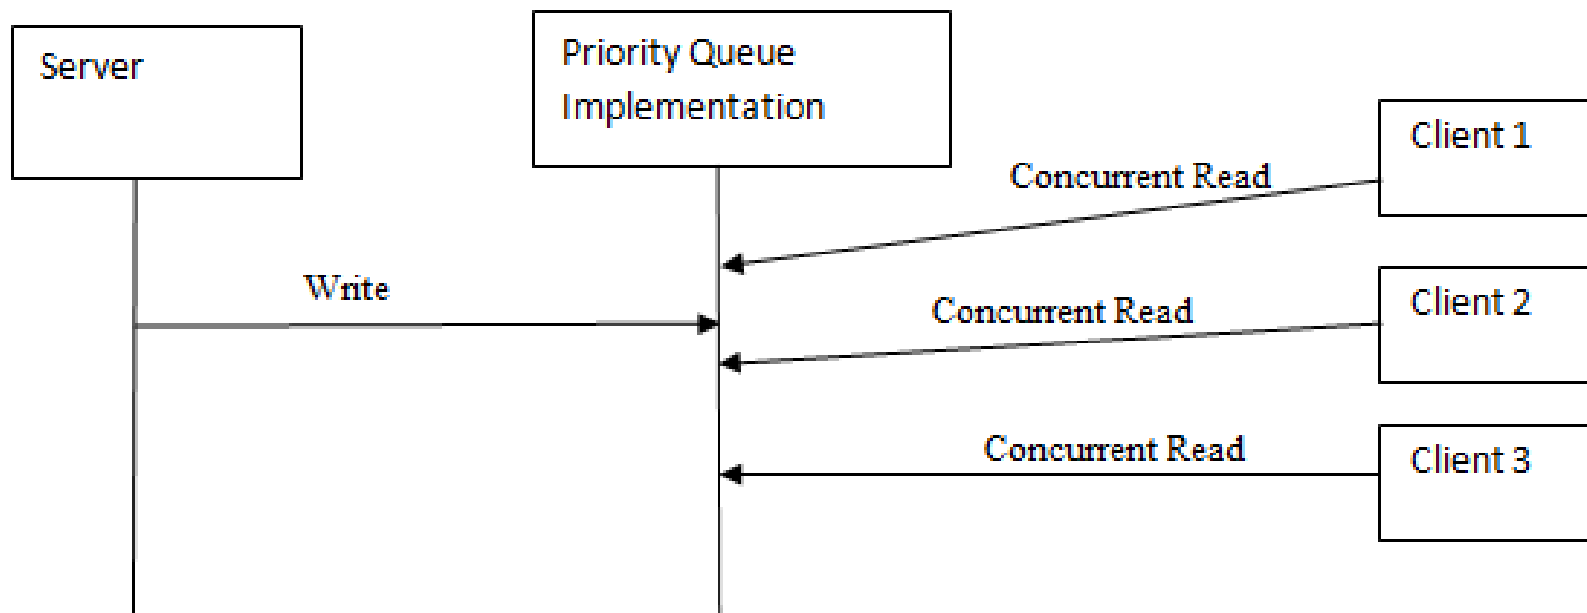 Server
Priority Queue
Implementation
Client 1
Concurrent Read
Write
Client 2
Concurrent Read
Client 3
Concurrent Read